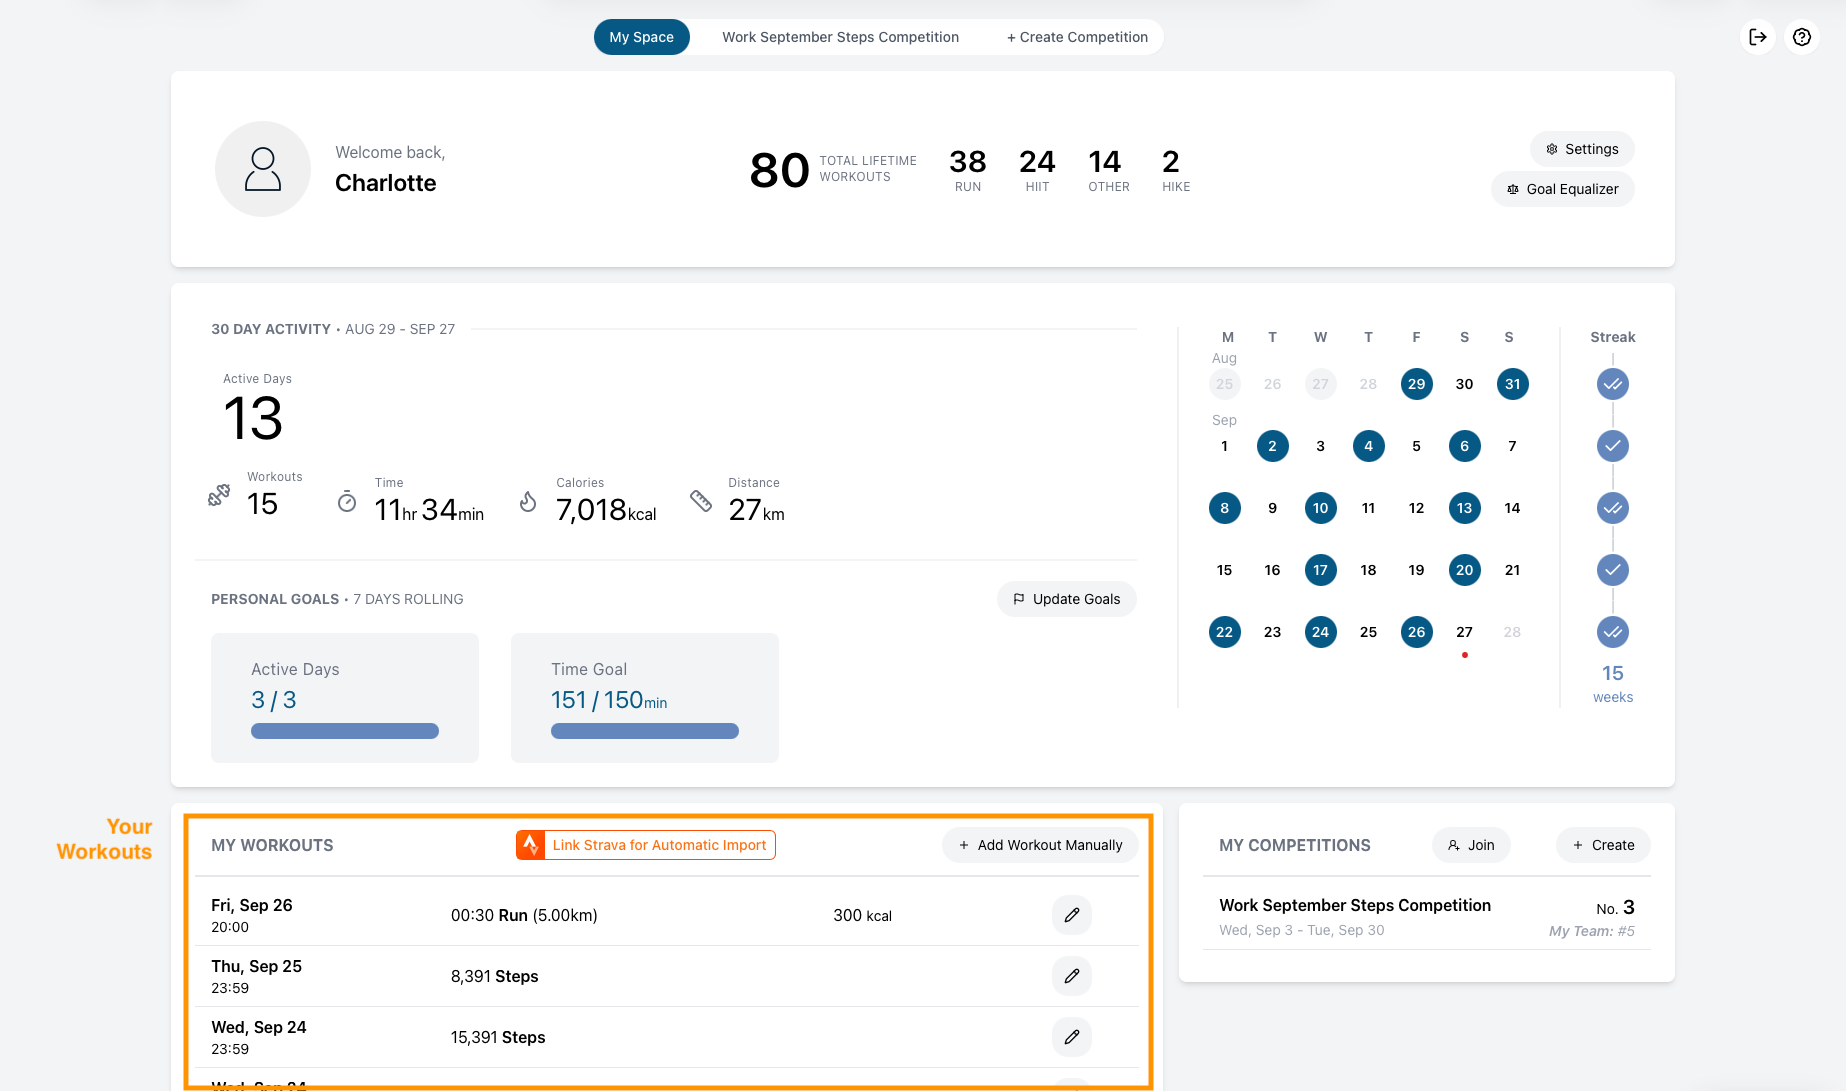 My Space
Work September Steps Competition
+ Create Competition
Welcome back,
Charlotte
80 TOTAL LIFETIME WORKOUTS
38 RUN
24 HIIT
14 OTHER
2 HIKE
Settings
Goal Equalizer
30 DAY ACTIVITY • AUG 29 - SEP 27
Active Days
13
Workouts
15
Time
11hr 34min
Calories
7,018kcal
Distance
27km
PERSONAL GOALS • 7 DAYS ROLLING
Update Goals
Active Days
3 / 3
Time Goal
151 / 150min
M T W T F S S
Aug
25 26 27 28 29 30 31
Sep
1 2 3 4 5 6 7
8 9 10 11 12 13 14
15 16 17 18 19 20 21
22 23 24 25 26 27 28
Streak
15
weeks
Your
Workouts
MY WORKOUTS
Link Strava for Automatic Import
+ Add Workout Manually
Fri, Sep 26
20:00
00:30 Run (5.00km)
300 kcal
Thu, Sep 25
23:59
8,391 Steps
Wed, Sep 24
23:59
15,391 Steps
Wed, Sep 24
MY COMPETITIONS
Join
+ Create
Work September Steps Competition
No. 3
Wed, Sep 3 - Tue, Sep 30
My Team: #5